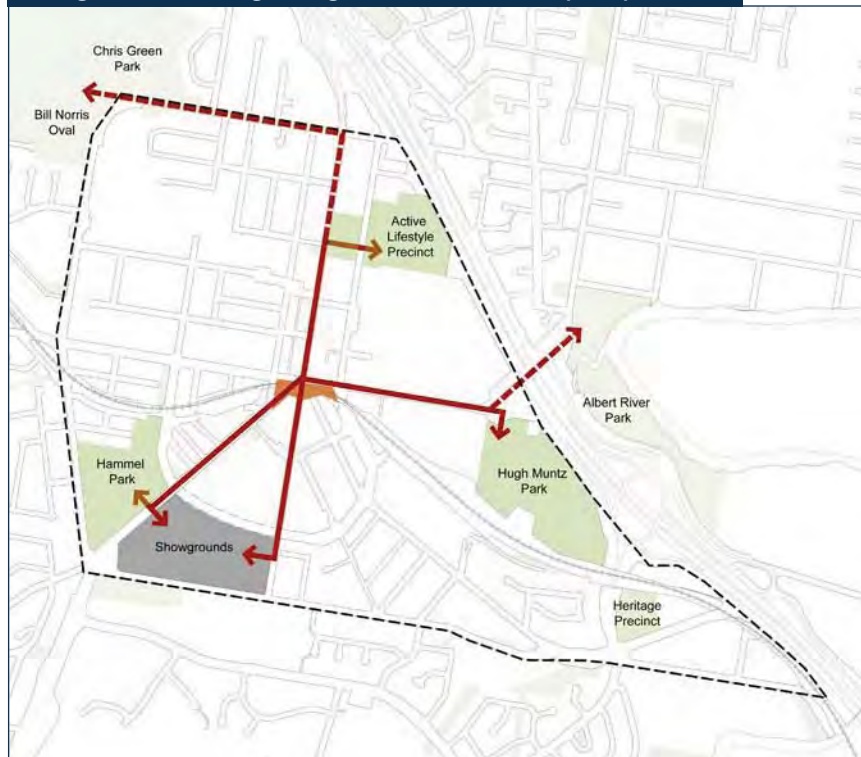 Chris Green
Park
Bill Norris
Oval
Active
Lifestyle
Precinct
Albert River
Park
Hammel
Park
Hugh Muntz
Park
Showgrounds
Heritage
Precinct